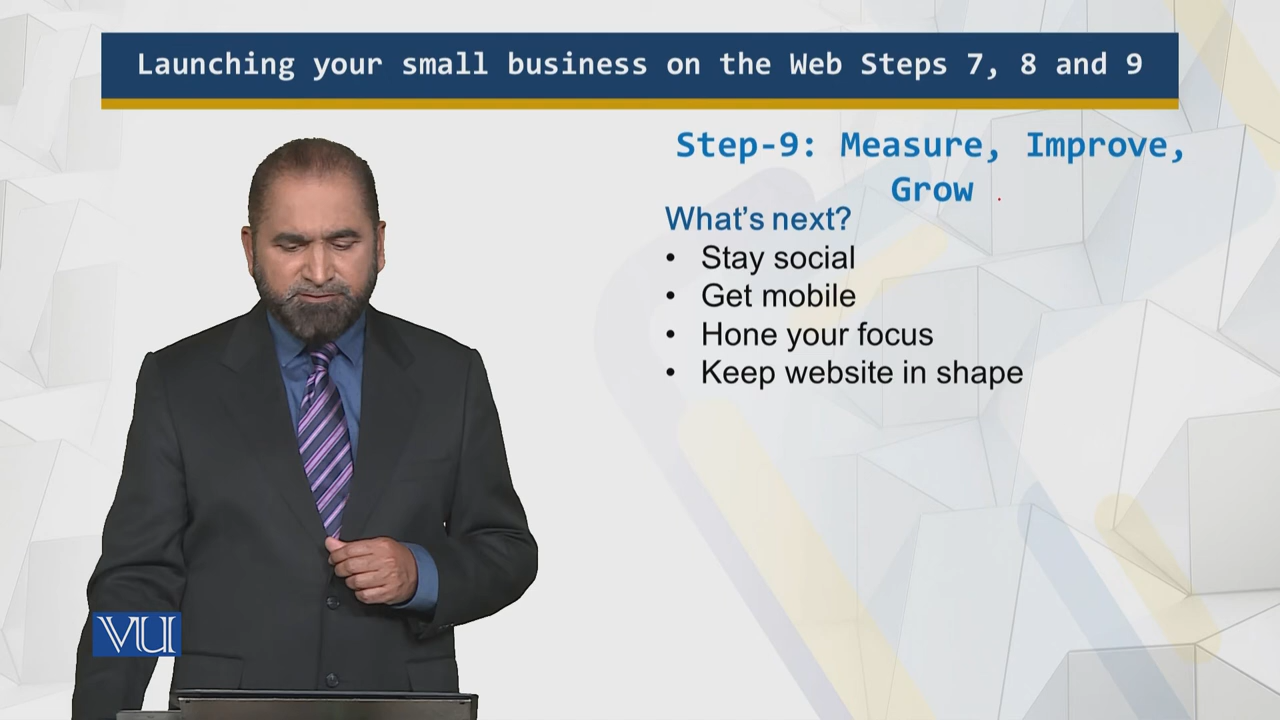 Launching your small business on the Web Steps 7, 8 and 9
Step-9: Measure, Improve,
Grow
What's next?
• Stay social
• Get mobile
• Hone your focus
• Keep website in shape
VU